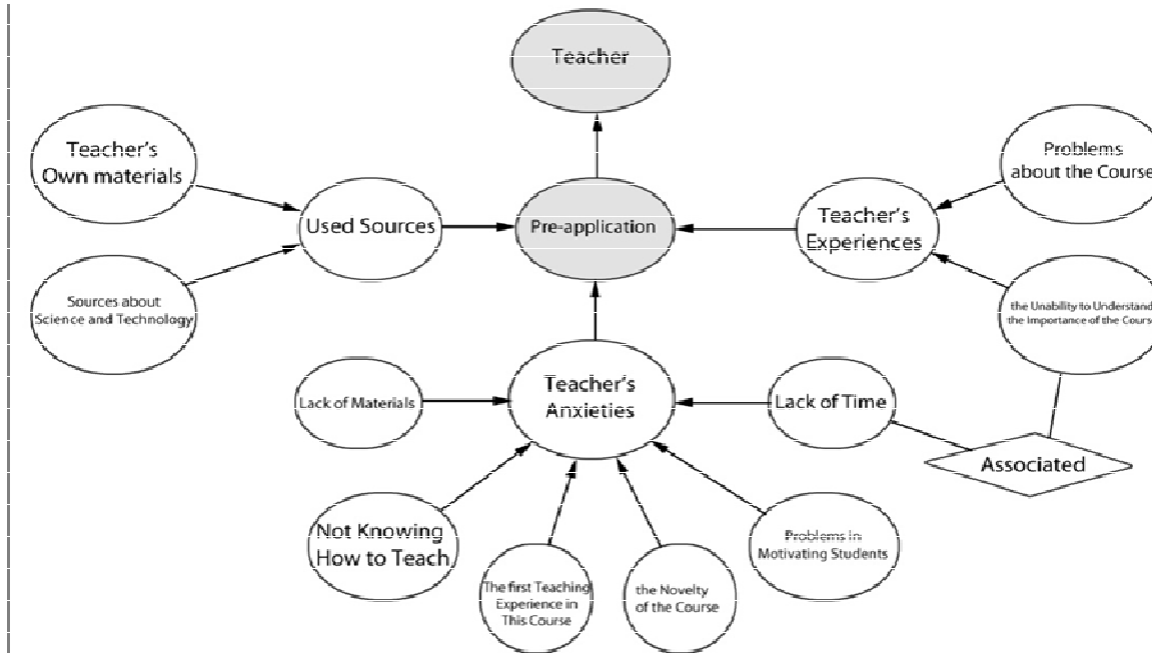 Teacher
Teacher's
Own materials
Problems
about the Course
Used Sources
Pre-application
Teacher's
Experiences
Sources about
Science and Technology
the Unability to Understand
the Importance of the Course
Lack of Materials
Teacher's
Anxieties
Lack of Time
Associated
Not Knowing
How to Teach
The first Teaching
Experience in
This Course
the Novelty
of the Course
Problems in
Motivating Students